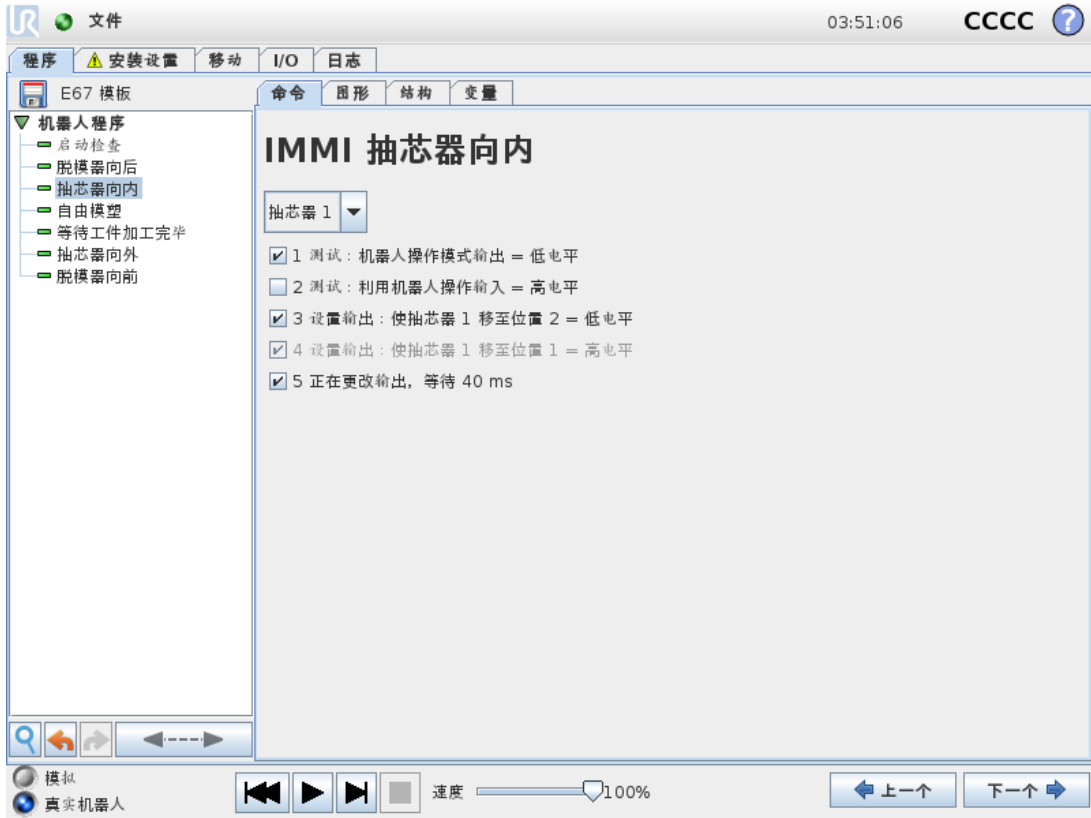 UR 文件 03:51:06 CCCC ?
程序 安装设置 移动 I/O 日志
E67 模板
命令 图形 结构 变量
机器人程序
启动检查
脱模器向后
抽芯器向内
自由模塑
等待工件加工完毕
抽芯器向外
脱模器向前
IMMI 抽芯器向内
抽芯器 1
1 测试：机器人操作模式输出 = 低电平
2 测试：利用机器人操作输入 = 高电平
3 设置输出：使抽芯器 1 移至位置 2 = 低电平
4 设置输出：使抽芯器 1 移至位置 1 = 高电平
5 正在更改输出，等待 40 ms
模拟
真实机器人
速度 100%
上一个 下一个